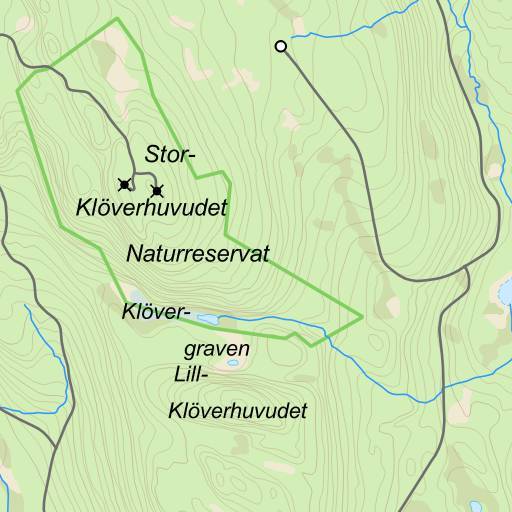 Stor-
Klöverhuvudet
Naturreservat
Klöver-
graven
Lill-
Klöverhuvudet